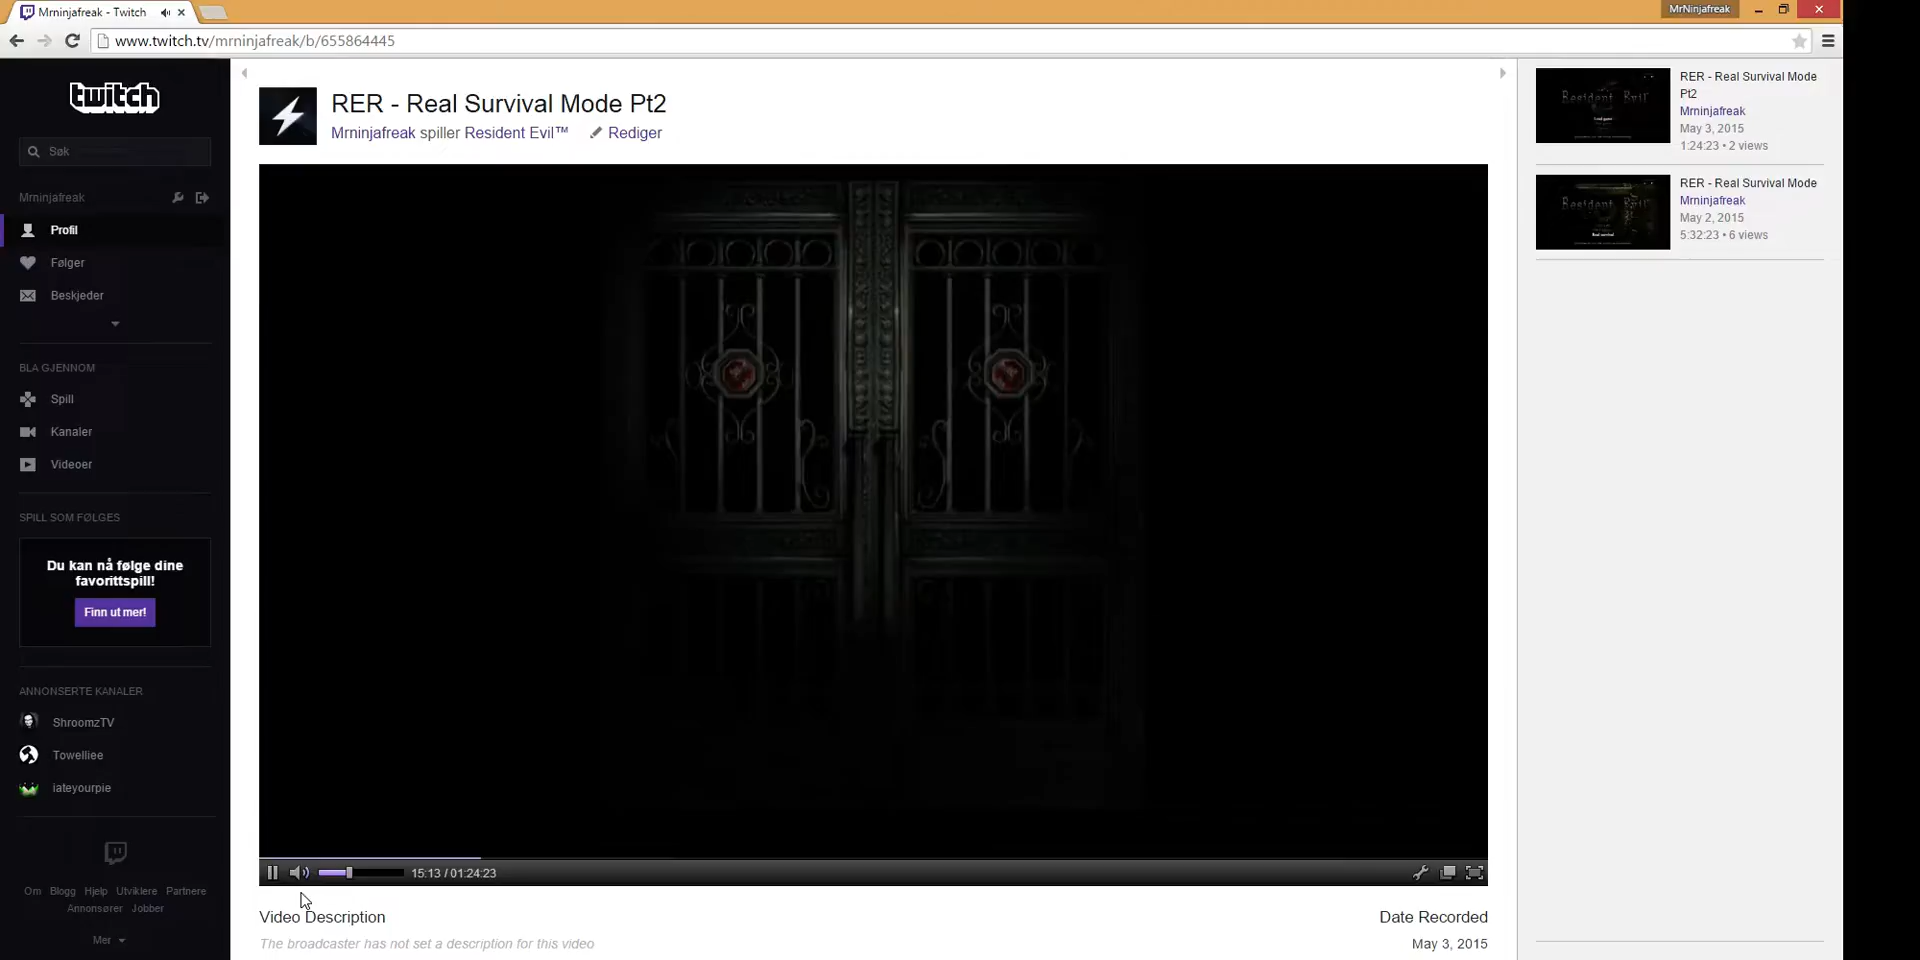 Mrninjafreak - Twitch
MrNinjafreak
www.twitch.tv/mrninjafreak/b/655864445
twitch
Søk
Mrninjafreak
Profil
Følger
Beskjeder
BLA GJENNOM
Spill
Kanaler
Videoer
SPILL SOM FØLGES
Du kan nå følge dine
favorittspill!
Finn ut mer!
ANNONSERTE KANALER
ShroomzTV
Towelliee
iateyourpie
Om Blogg Hjelp Utviklere Partnere
Annonsører Jobber
Mer
RER - Real Survival Mode Pt2
Mrninjafreak spiller Resident Evil™ Rediger
15:13 / 01:24:23
Video Description
Date Recorded
The broadcaster has not set a description for this video
May 3, 2015
Resident Evil
RER - Real Survival Mode
Pt2
Mrninjafreak
May 3, 2015
1:24:23 • 2 views
Resident Evil
RER - Real Survival Mode
Mrninjafreak
May 2, 2015
5:32:23 • 6 views